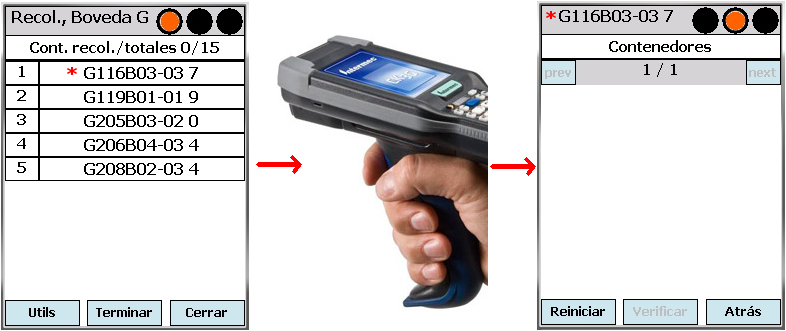 Recol., Boveda G
Cont. recol./totales 0/15
1 * G116B03-03 7
2 G119B01-01 9
3 G205B03-02 0
4 G206B04-03 4
5 G208B02-03 4
Utils Terminar Cerrar
Intermec
CK3
Intermec
*G116B03-03 7
Contenedores
prev 1 / 1 next
Reiniciar Verificar Atrás